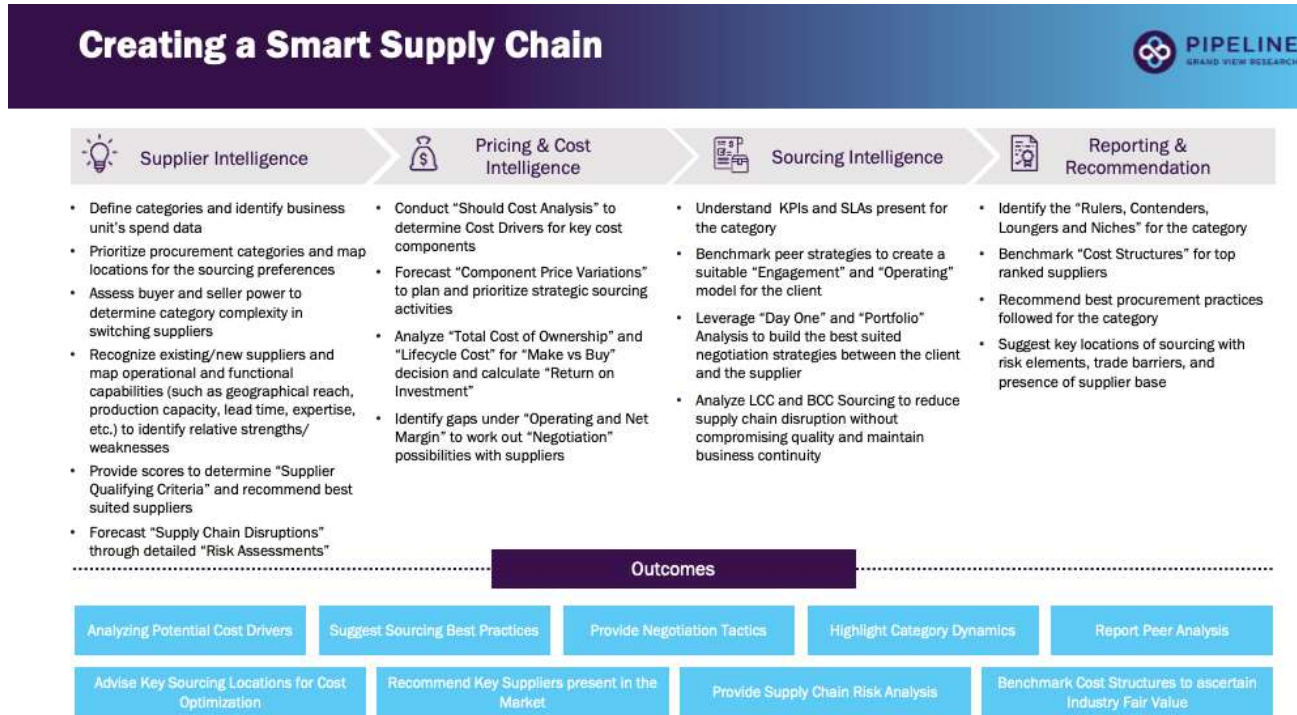 Creating a Smart Supply Chain
PIPELINE
GRAND VIEW RESEARCH
Supplier Intelligence
• Define categories and identify business
unit's spend data
• Prioritize procurement categories and map
locations for the sourcing preferences
• Assess buyer and seller power to
determine category complexity in
switching suppliers
• Recognize existing/new suppliers and
map operational and functional
capabilities (such as geographical reach,
production capacity, lead time, expertise,
etc.) to identify relative strengths/
weaknesses
• Provide scores to determine “Supplier
Qualifying Criteria” and recommend best
suited suppliers
• Forecast “Supply Chain Disruptions”
through detailed “Risk Assessments”
Pricing & Cost
Intelligence
• Conduct “Should Cost Analysis” to
determine Cost Drivers for key cost
components
• Forecast “Component Price Variations”
to plan and prioritize strategic sourcing
activities
• Analyze “Total Cost of Ownership” and
“Lifecycle Cost” for “Make vs Buy”
decision and calculate “Return on
Investment”
• Identify gaps under “Operating and Net
Margin” to work out “Negotiation”
possibilities with suppliers
Sourcing Intelligence
• Understand KPIs and SLAs present for
the category
• Benchmark peer strategies to create a
suitable “Engagement” and “Operating”
model for the client
• Leverage “Day One” and “Portfolio”
Analysis to build the best suited
negotiation strategies between the client
and the supplier
• Analyze LCC and BCC Sourcing to reduce
supply chain disruption without
compromising quality and maintain
business continuity
Reporting &
Recommendation
• Identify the “Rulers, Contenders,
Loungers and Niches” for the category
• Benchmark “Cost Structures” for top
ranked suppliers
• Recommend best procurement practices
followed for the category
• Suggest key locations of sourcing with
risk elements, trade barriers, and
presence of supplier base
Outcomes
Analyzing Potential Cost Drivers
Suggest Sourcing Best Practices
Provide Negotiation Tactics
Highlight Category Dynamics
Report Peer Analysis
Advise Key Sourcing Locations for Cost
Optimization
Recommend Key Suppliers present in the
Market
Provide Supply Chain Risk Analysis
Benchmark Cost Structures to ascertain
Industry Fair Value